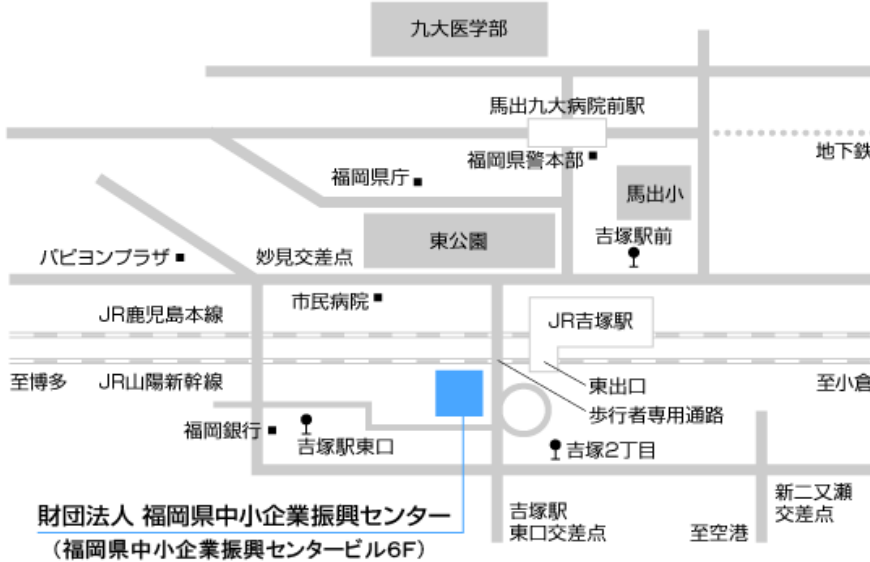 九大医学部
馬出九大病院前駅
地下鉄
福岡県警本部
福岡県庁
馬出小
東公園
吉塚駅前
パピヨンプラザ
妙見交差点
市民病院
JR鹿児島本線
JR吉塚駅
至博多
JR山陽新幹線
東出口
至小倉
歩行者専用通路
福岡銀行
吉塚駅東口
吉塚2丁目
財団法人 福岡県中小企業振興センター
（福岡県中小企業振興センタービル6F）
吉塚駅
東口交差点
至空港
新二又瀬
交差点